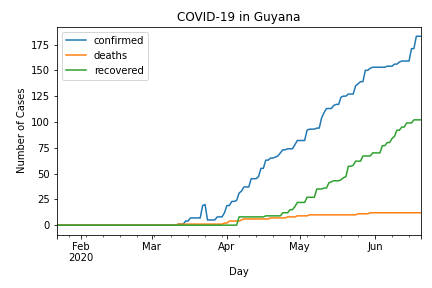 COVID-19 in Guyana
confirmed
deaths
recovered
175
150
125
100
75
50
25
0
Number of Cases
Feb
2020
Mar
Apr
May
Jun
Day